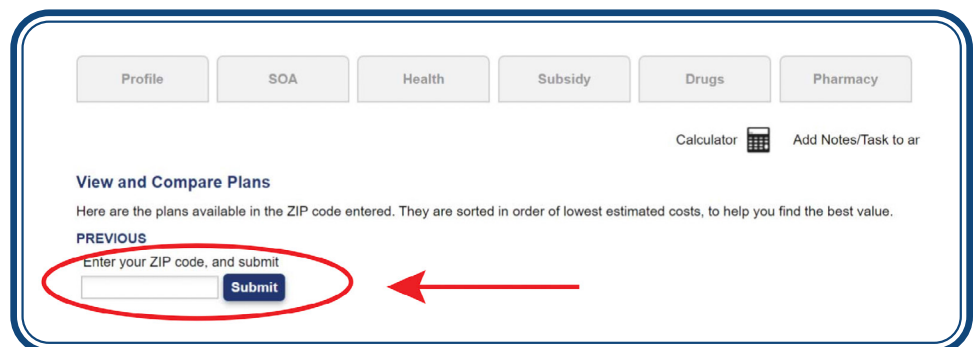 Profile SOA Health Subsidy Drugs Pharmacy
Calculator Add Notes/Task to ar
View and Compare Plans
Here are the plans available in the ZIP code entered. They are sorted in order of lowest estimated costs, to help you find the best value.
PREVIOUS
Enter your ZIP code, and submit
Submit